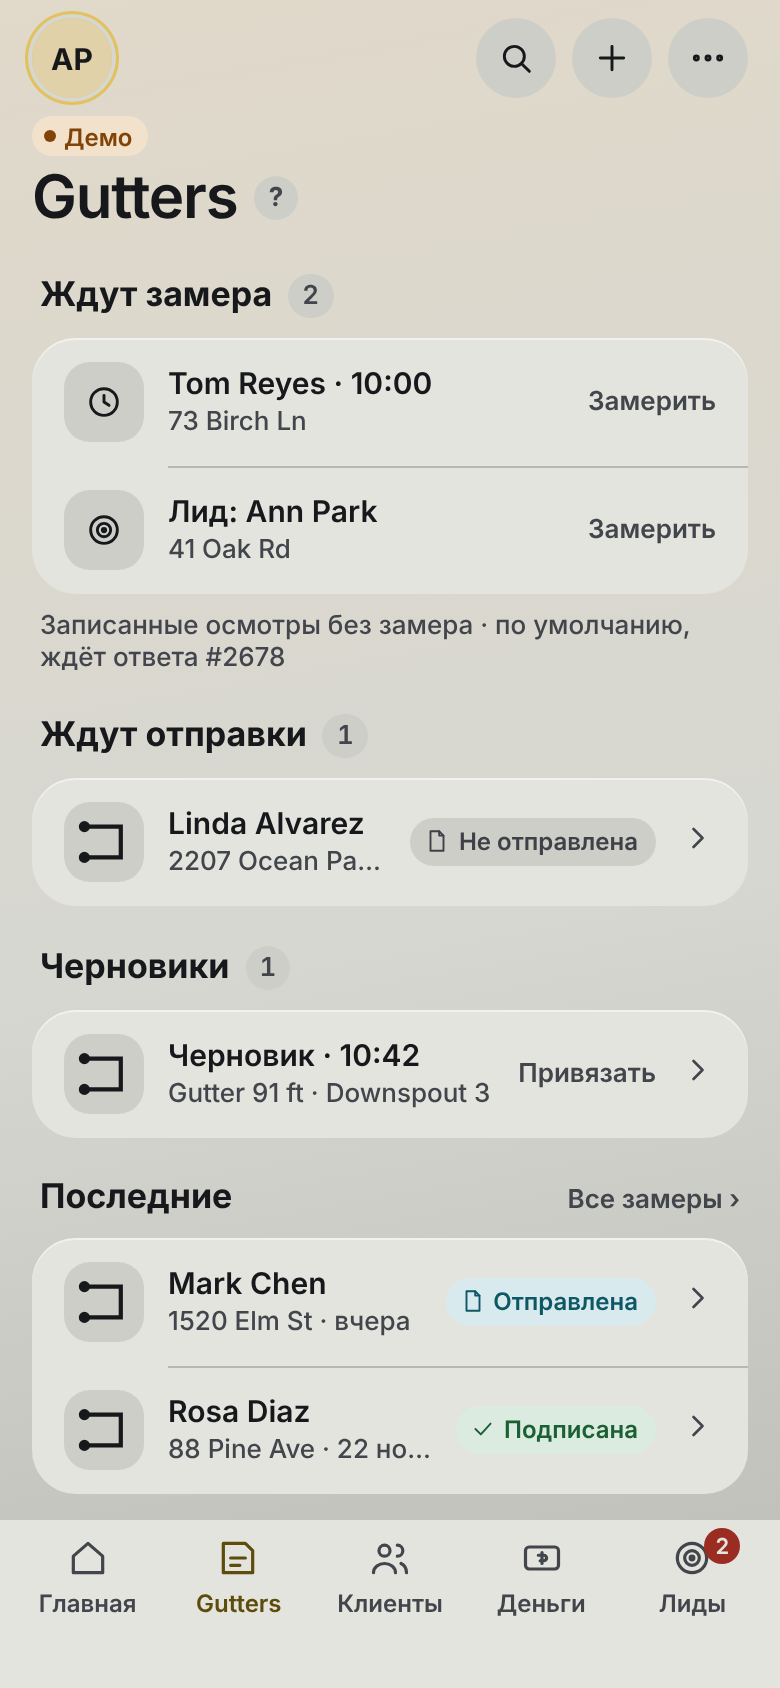 AP
Демо
Gutters ?
Ждут замера 2
Tom Reyes · 10:00
73 Birch Ln
Замерить
Лид: Ann Park
41 Oak Rd
Замерить
Записанные осмотры без замера · по умолчанию,
ждёт ответа #2678
Ждут отправки 1
Linda Alvarez
2207 Ocean Pa...
Не отправлена
Черновики 1
Черновик · 10:42
Gutter 91 ft · Downspout 3
Привязать
Последние
Все замеры ›
Mark Chen
1520 Elm St · вчера
Отправлена
Rosa Diaz
88 Pine Ave · 22 но...
Подписана
2
Главная
Gutters
Клиенты
Деньги
Лиды